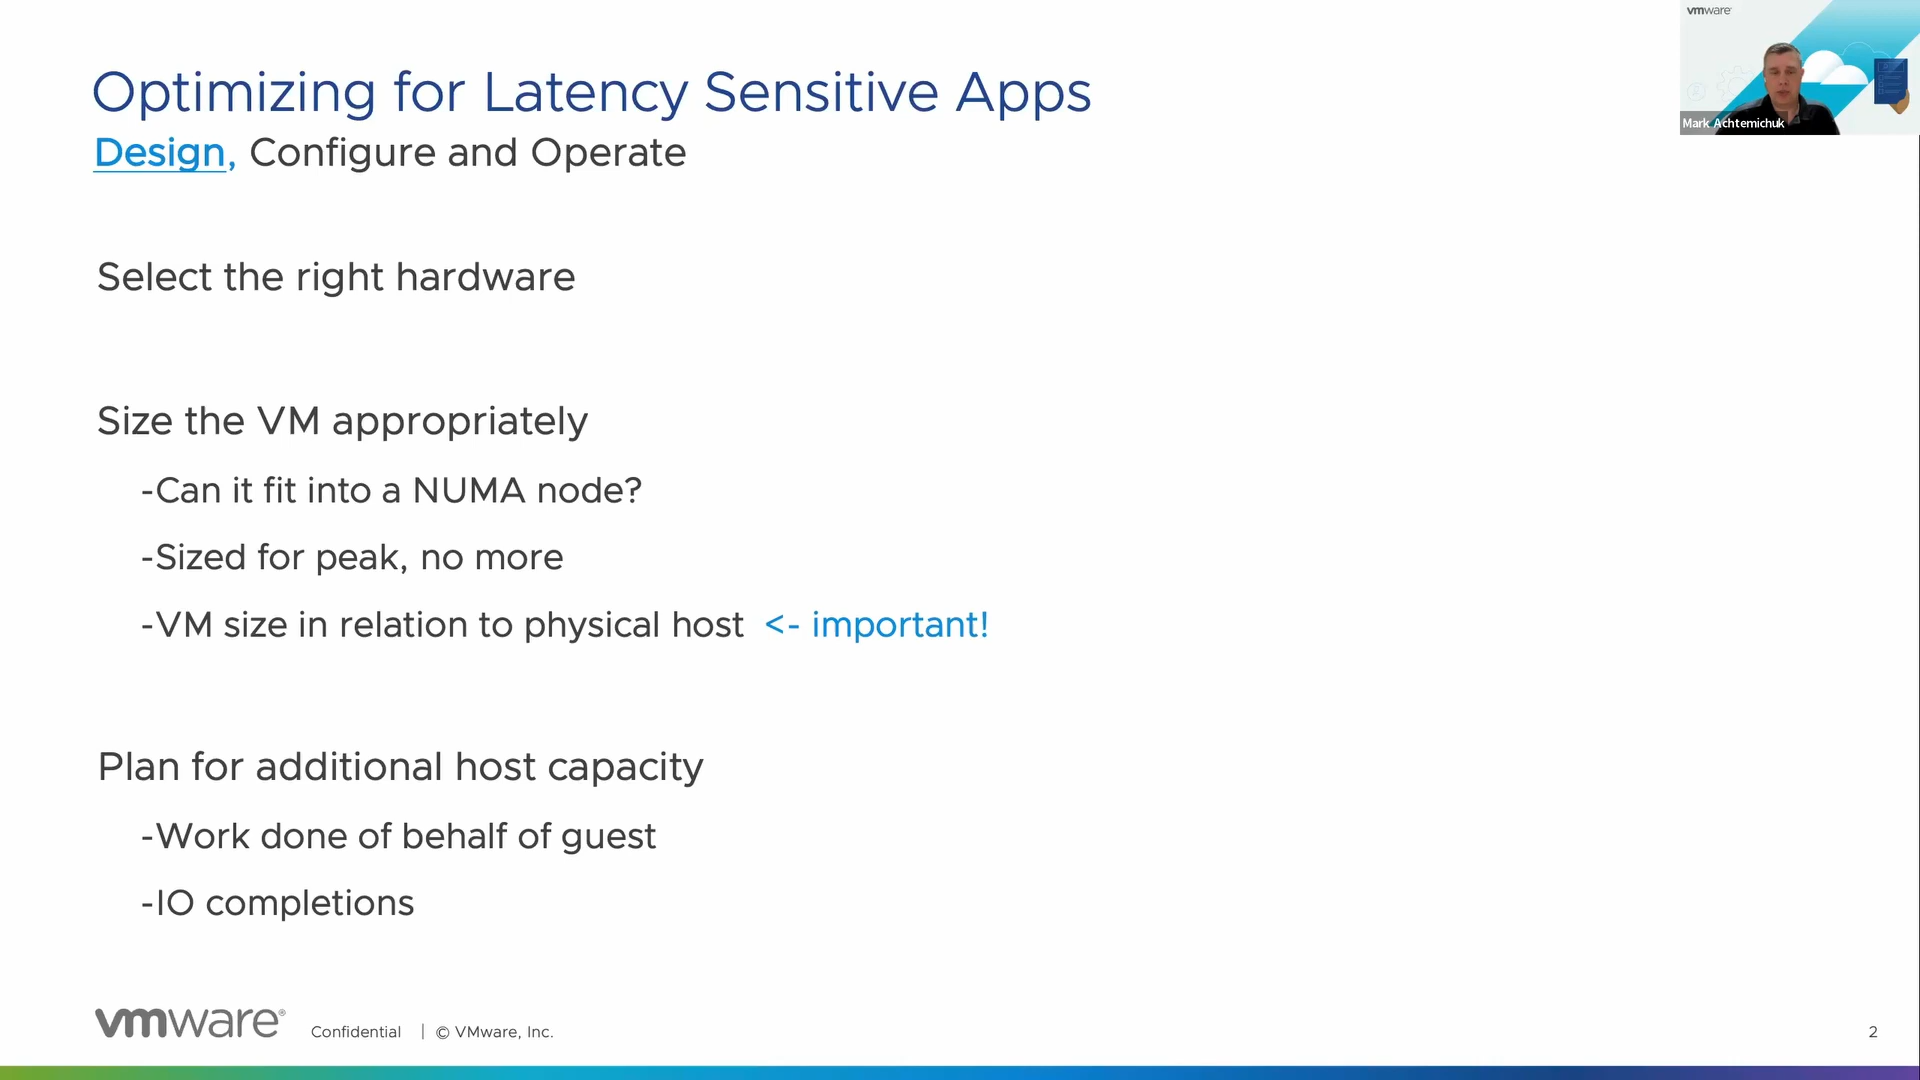 vmware
Mark Achtemichuk
Optimizing for Latency Sensitive Apps
Design, Configure and Operate
Select the right hardware
Size the VM appropriately
-Can it fit into a NUMA node?
-Sized for peak, no more
-VM size in relation to physical host <- important!
Plan for additional host capacity
-Work done of behalf of guest
-IO completions
vmware® Confidential | © VMware, Inc.
2